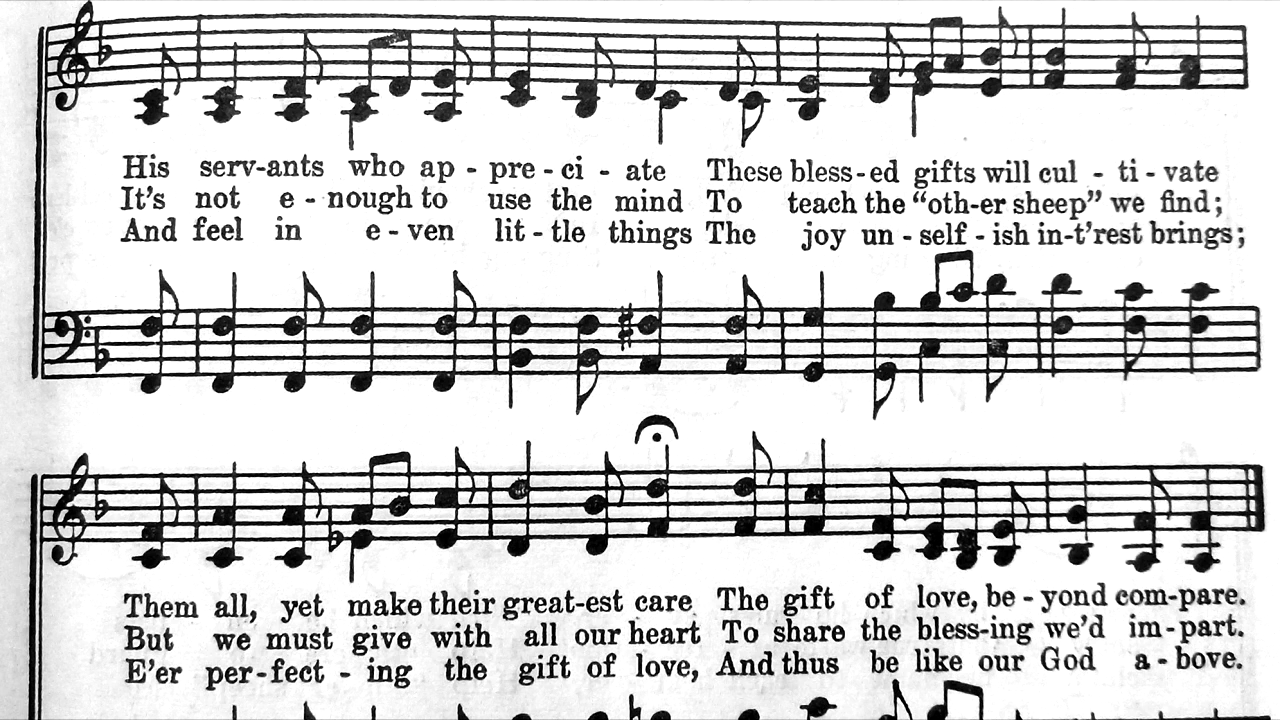 His serv-ants who ap - pre - ci - ate These bless - ed gifts will cul - ti - vate
It's not e - nough to use the mind To teach the “oth-er sheep” we find;
And feel in e - ven lit - tle things The joy un - self - ish in-t'rest brings;
Them all, yet make their great-est care The gift of love, be - yond com-pare.
But we must give with all our heart To share the bless-ing we'd im-part.
E'er per-fect - ing the gift of love, And thus be like our God a - bove.